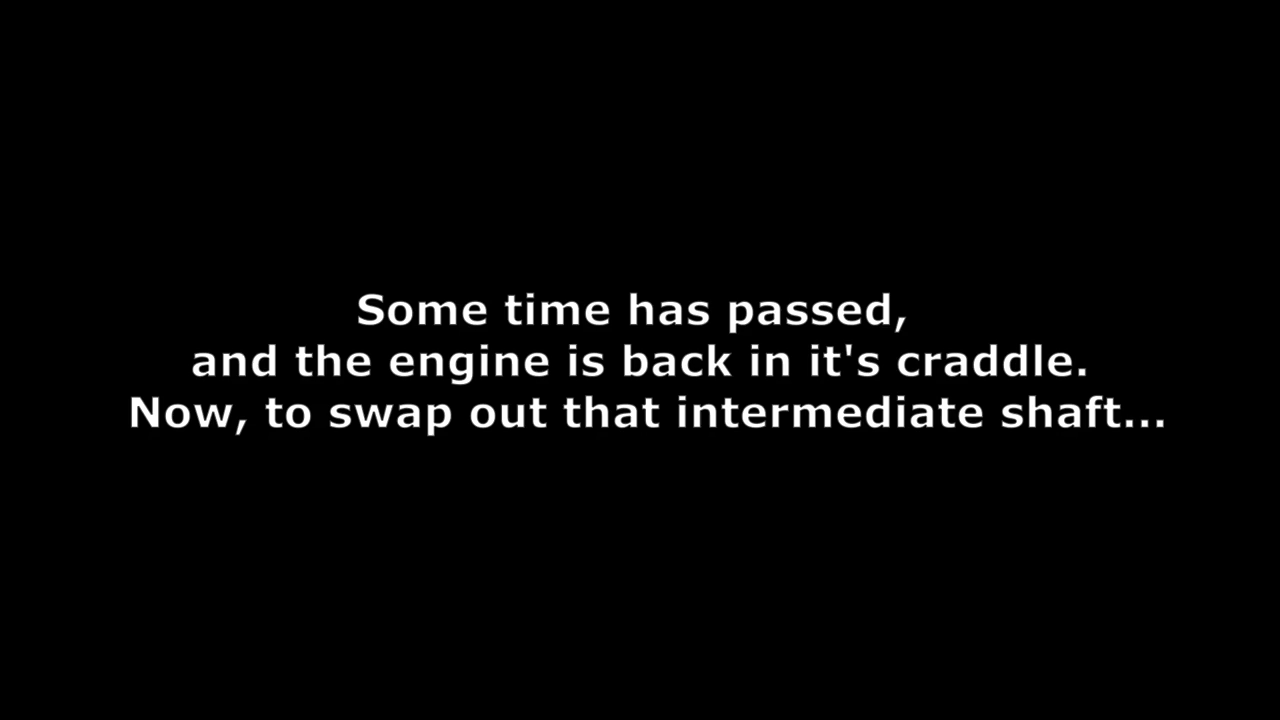 Some time has passed,
and the engine is back in it's craddle.
Now, to swap out that intermediate shaft...